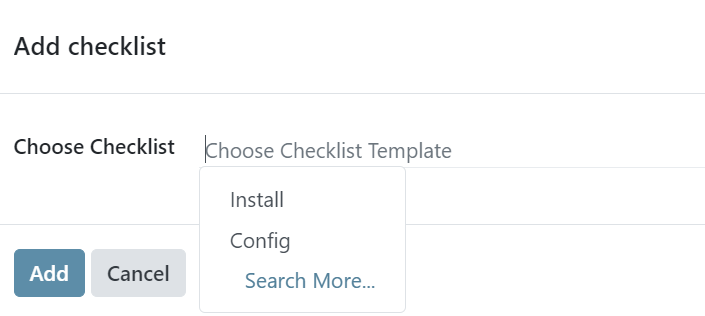 Add checklist
Choose Checklist
Choose Checklist Template
Install
Config
Search More...
Add
Cancel